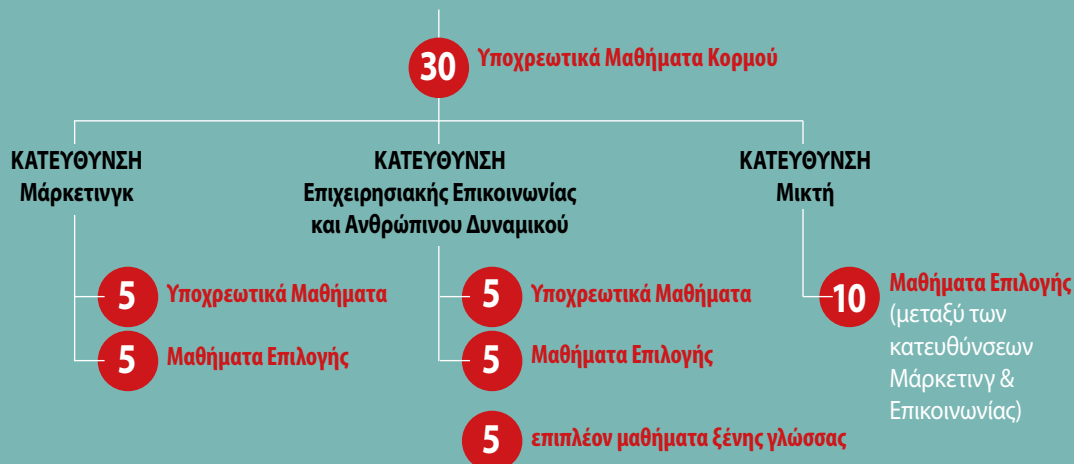 30 Υποχρεωτικά Μαθήματα Κορμού
ΚΑΤΕΥΘΥΝΣΗ
Μάρκετινγκ
ΚΑΤΕΥΘΥΝΣΗ
Επιχειρησιακής Επικοινωνίας
και Ανθρώπινου Δυναμικού
ΚΑΤΕΥΘΥΝΣΗ
Μικτή
5 Υποχρεωτικά Μαθήματα
5 Μαθήματα Επιλογής
5 Υποχρεωτικά Μαθήματα
5 Μαθήματα Επιλογής
5 επιπλέον μαθήματα ξένης γλώσσας
10 Μαθήματα Επιλογής
(μεταξύ των
κατευθύνσεων
Μάρκετινγ &
Επικοινωνίας)